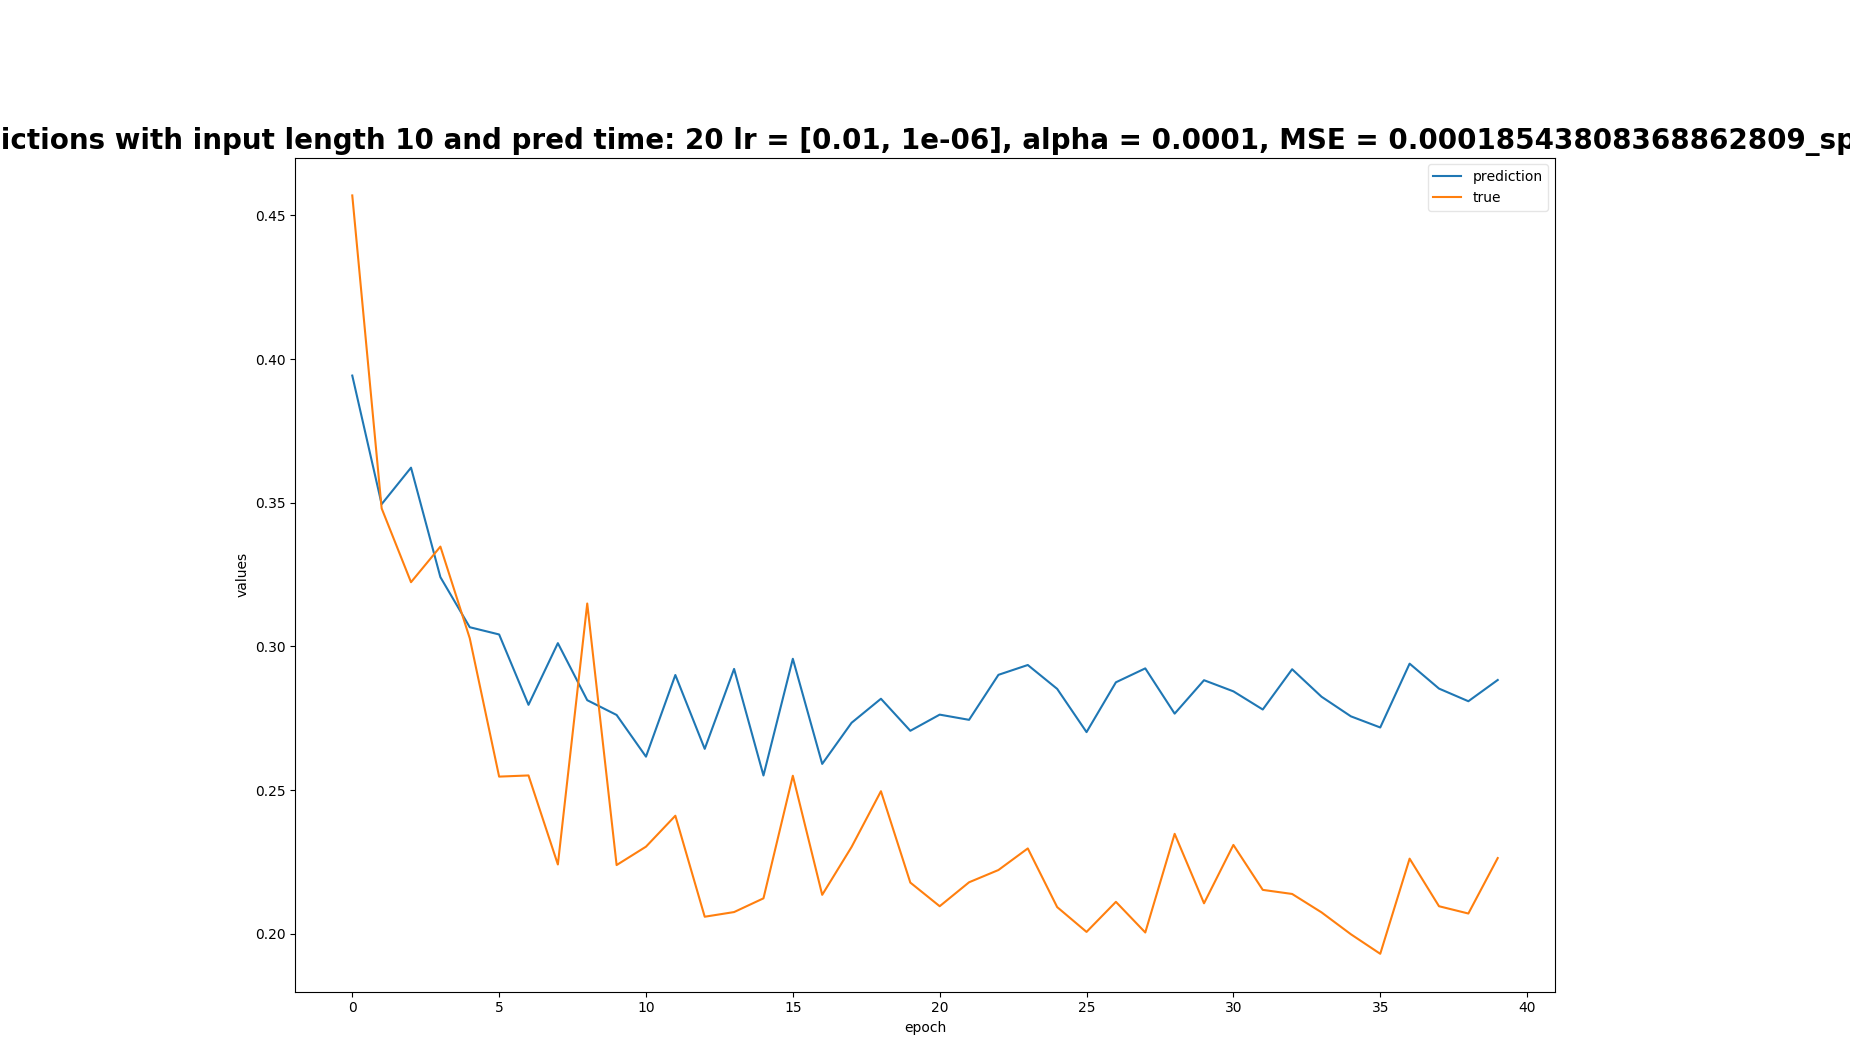 ictions with input length 10 and pred time: 20 lr = [0.01, 1e-06], alpha = 0.0001, MSE = 0.00018543808368862809_sp
prediction
true
0.45
0.40
0.35
0.30
0.25
0.20
values
0 5 10 15 20 25 30 35 40
epoch